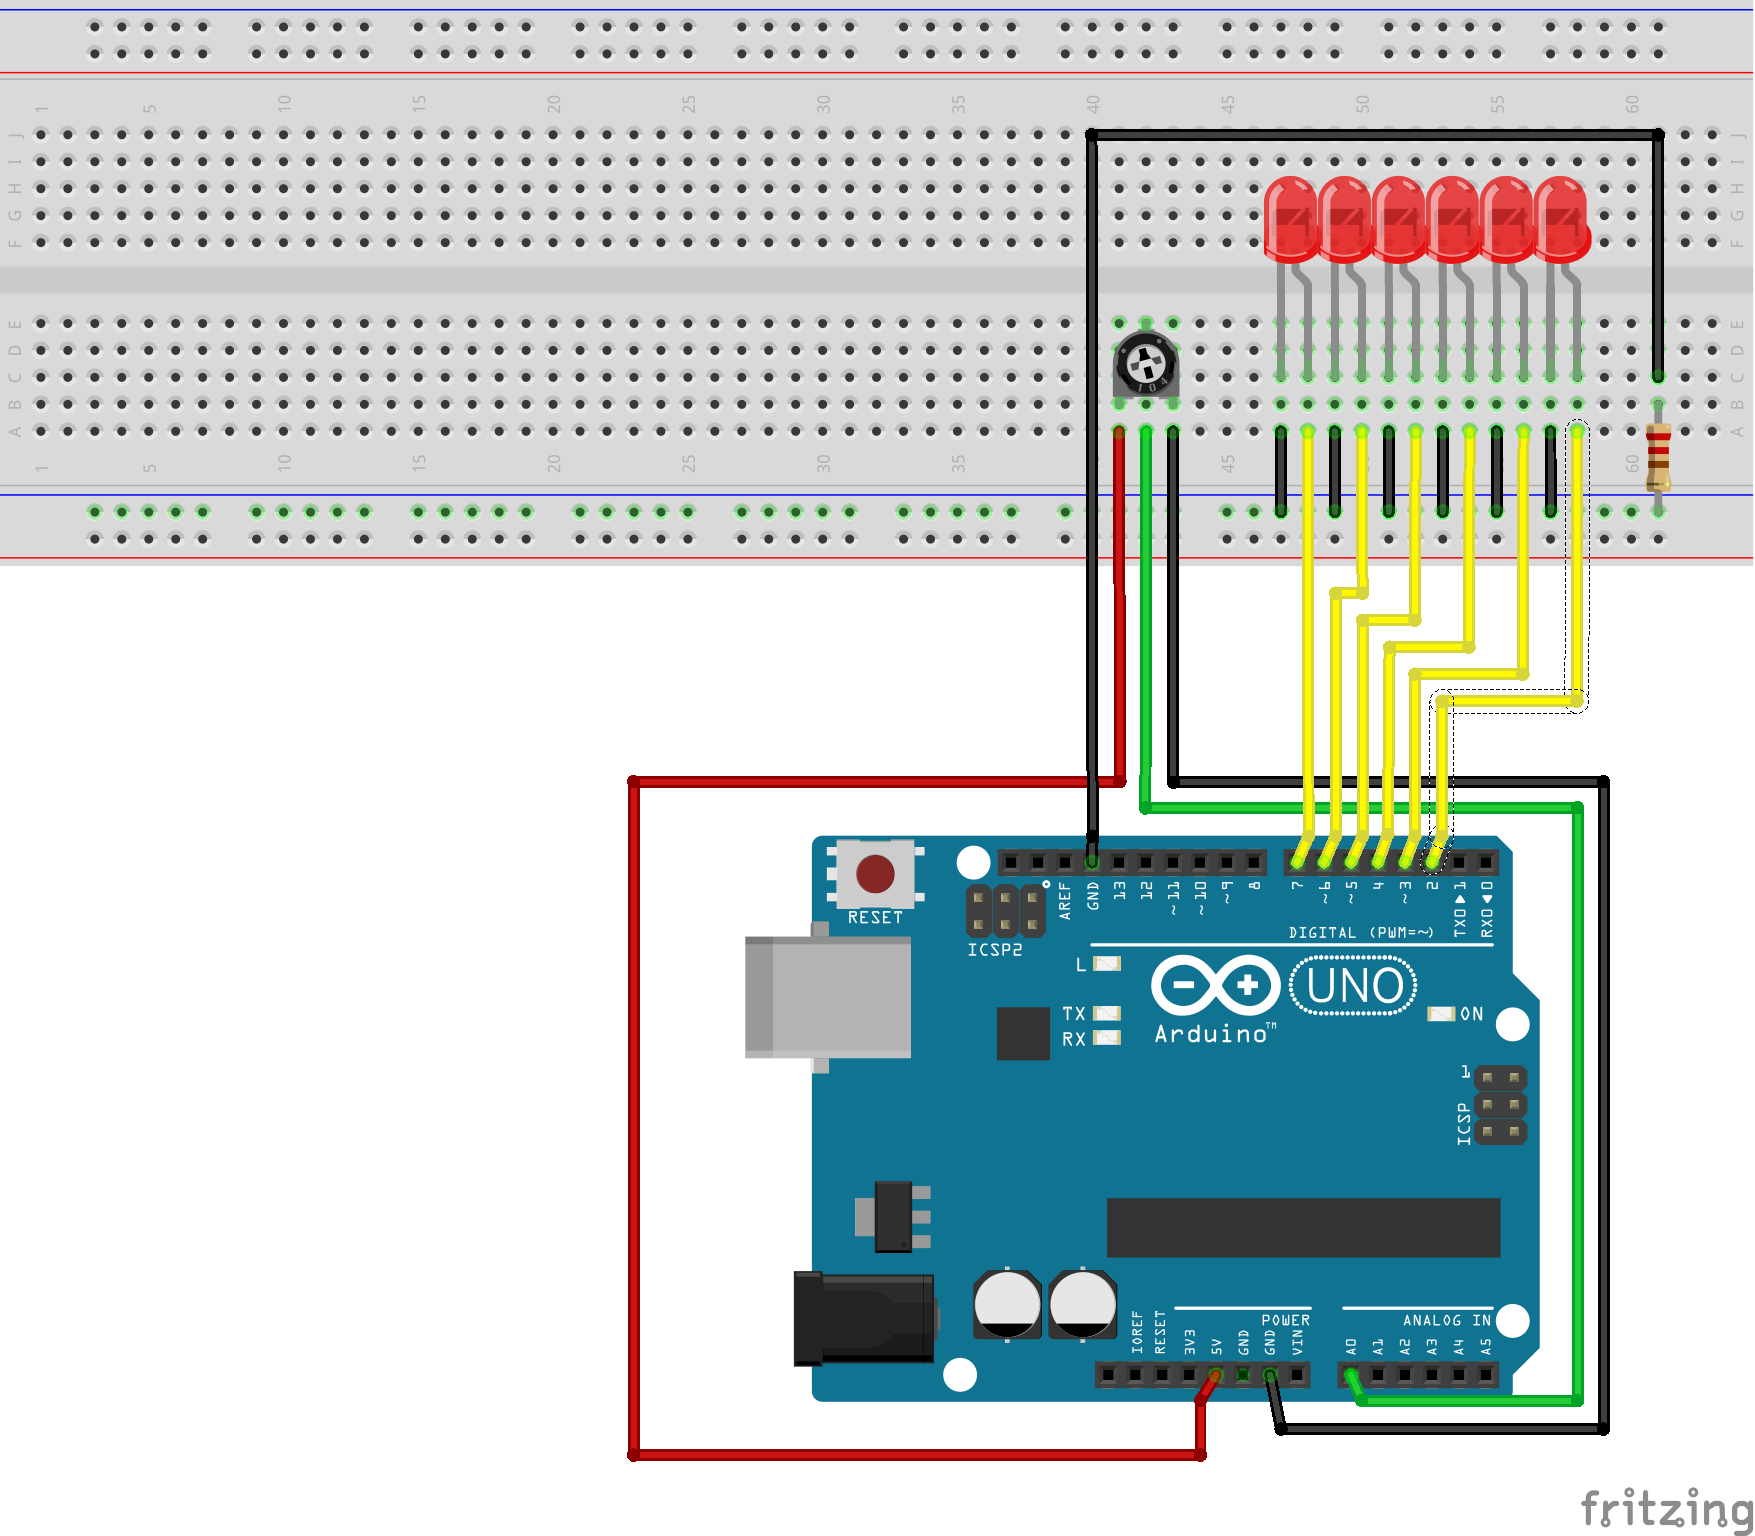 1 5 10 15 20 25 30 35 40 45 50 55 60
J J
I I
H H
G G
F F
E E
D D
C C
B B
A A
1 5 10 15 20 25 30 35 45 60
104
RESET
ICSP2
AREF GND 13 12 ~11 ~10 ~9 8 7 ~6 ~5 4 ~3 2 TX0▶1 RX0◀0
DIGITAL (PWM=~)
L
TX
RX
UNO
Arduino™
ON
1
ICSP
POWER
ANALOG IN
IOREF RESET 3V3 5V GND GND VIN A0 A1 A2 A3 A4 A5
fritzing